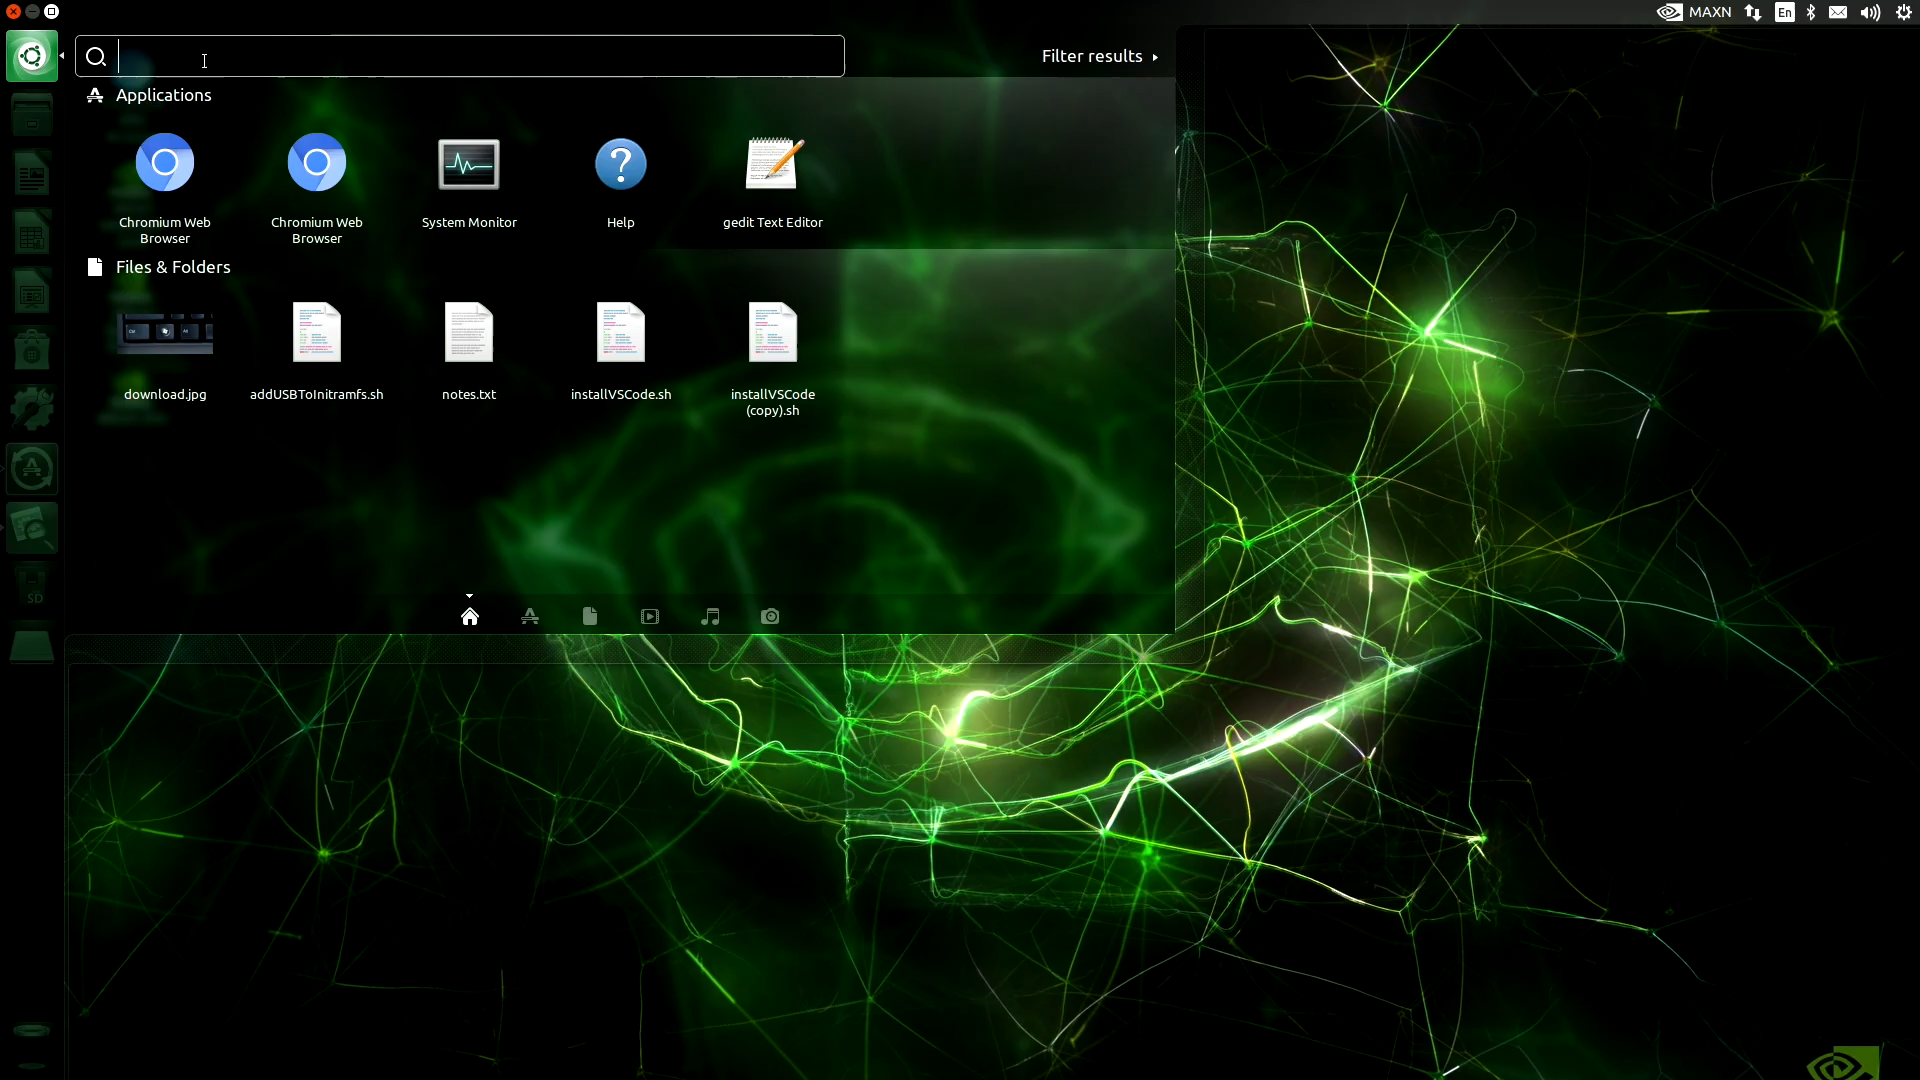 MAXN
En
Filter results
Applications
Chromium Web Browser
Chromium Web Browser
System Monitor
Help
gedit Text Editor
Files & Folders
download.jpg
addUSBToInitramfs.sh
notes.txt
installVSCode.sh
installVSCode (copy).sh
SD